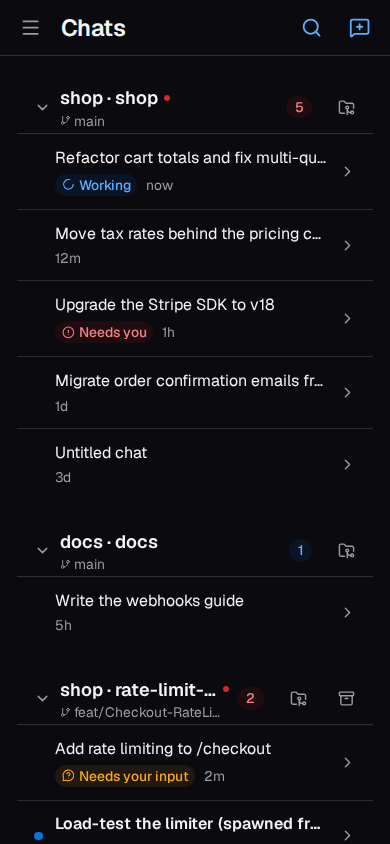 Chats
shop · shop
5
main
Refactor cart totals and fix multi-qu...
Working now
Move tax rates behind the pricing c...
12m
Upgrade the Stripe SDK to v18
Needs you 1h
Migrate order confirmation emails fr...
1d
Untitled chat
3d
docs · docs
1
main
Write the webhooks guide
5h
shop · rate-limit-...
2
feat/Checkout-RateLi...
Add rate limiting to /checkout
Needs your input 2m
Load-test the limiter (spawned fr...